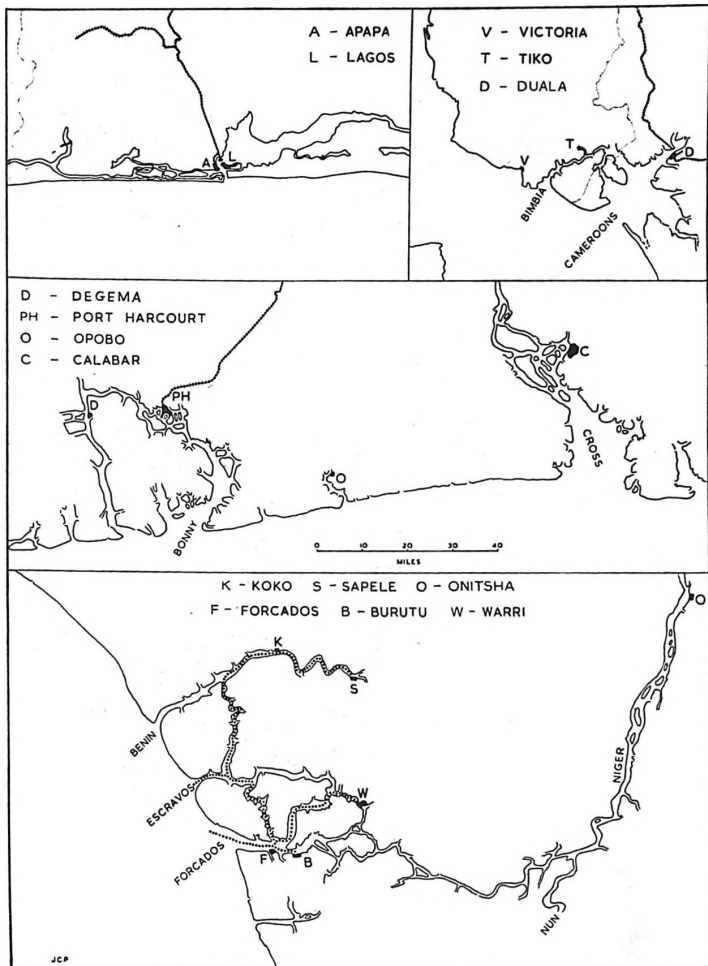 A – APAPA
L – LAGOS
A
L
V – VICTORIA
T – TIKO
D – DUALA
T
D
V
BIMBIA
CAMEROONS
D – DEGEMA
PH – PORT HARCOURT
O – OPOBO
C – CALABAR
C
PH
D
CROSS
O
BONNY
0 10 20 30 40
MILES
K – KOKO S – SAPELE O – ONITSHA
F – FORCADOS B – BURUTU W – WARRI
O
K
S
BENIN
NIGER
ESCRAVOS
W
FORCADOS
F
B
NUN
JCP